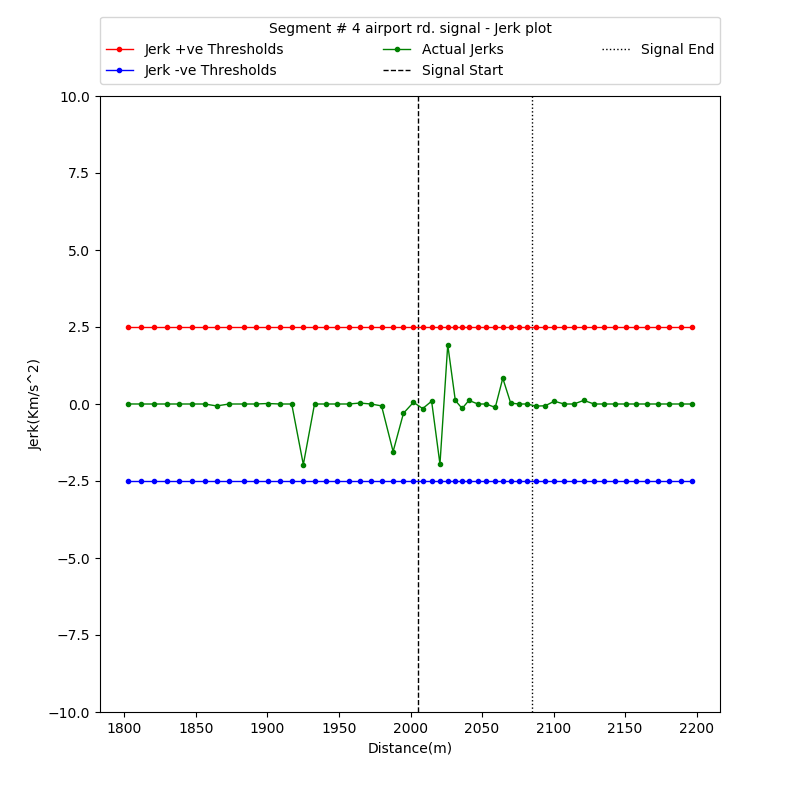 Segment # 4 airport rd. signal - Jerk plot
Jerk +ve Thresholds Actual Jerks Signal End
Jerk -ve Thresholds Signal Start
10.0
7.5
5.0
2.5
0.0
−2.5
−5.0
−7.5
−10.0
Jerk(Km/s^2)
1800 1850 1900 1950 2000 2050 2100 2150 2200
Distance(m)